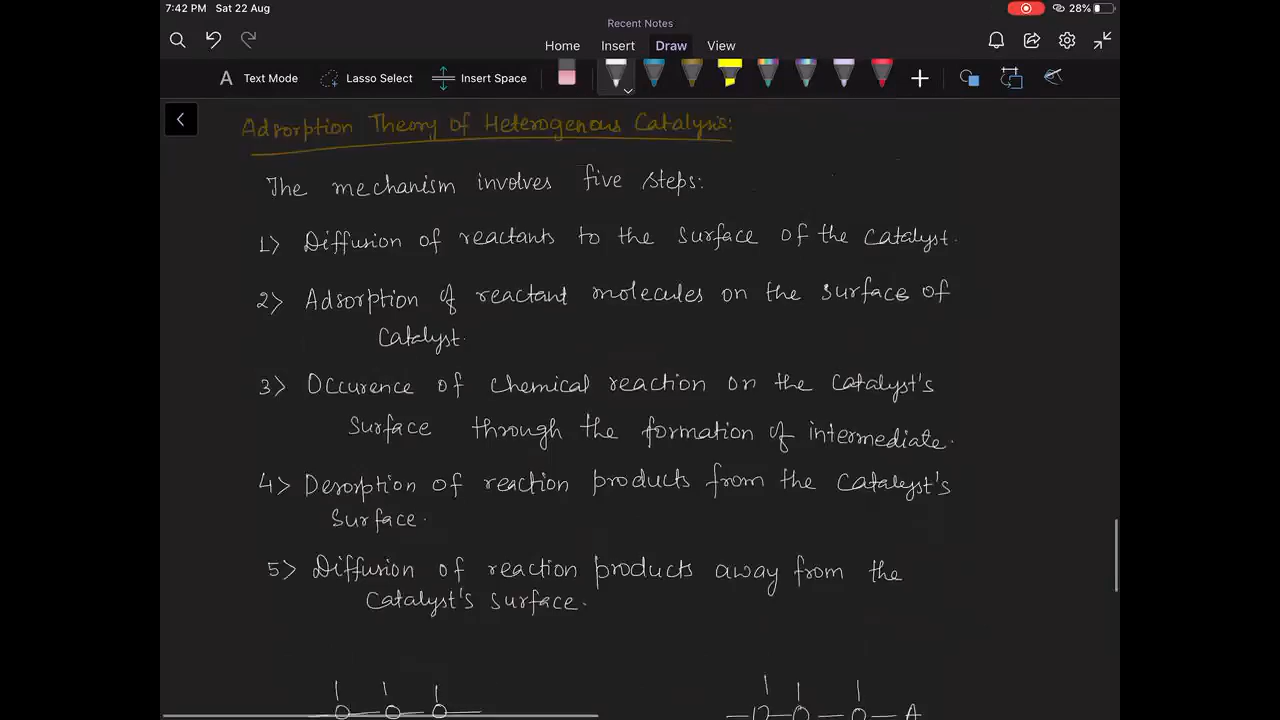 7:42 PM Sat 22 Aug
28%
Recent Notes
Home Insert Draw View
Text Mode Lasso Select Insert Space
Adsorption Theory of Heterogenous Catalysis:
The mechanism involves five steps:
1> Diffusion of reactants to the surface of the catalyst.
2> Adsorption of reactant molecules on the surface of
catalyst.
3> Occurence of chemical reaction on the catalyst's
surface through the formation of intermediate.
4> Desorption of reaction products from the catalyst's
surface.
5> Diffusion of reaction products away from the
catalyst's surface.